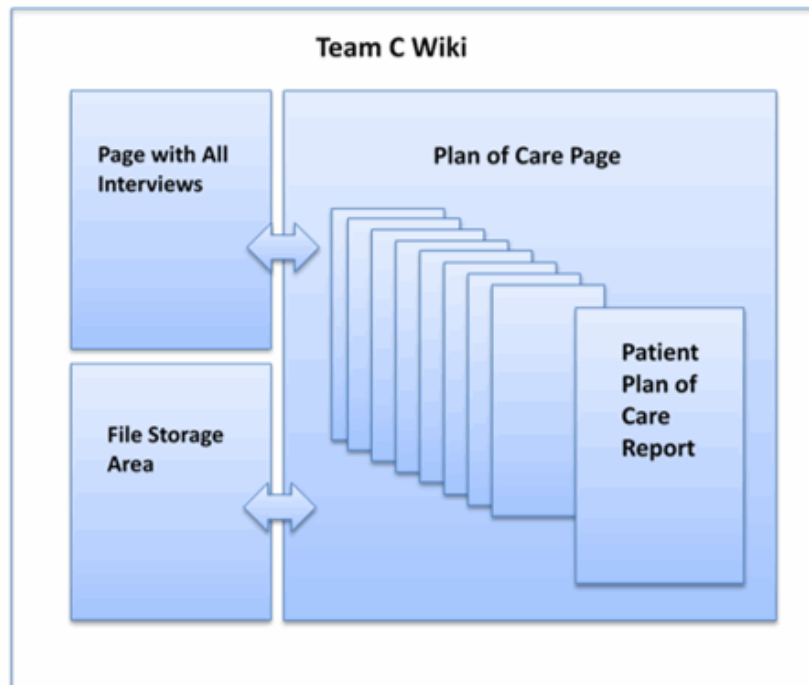 Team C Wiki
Page with All
Interviews
Plan of Care Page
Patient
Plan of
Care
Report
File Storage
Area